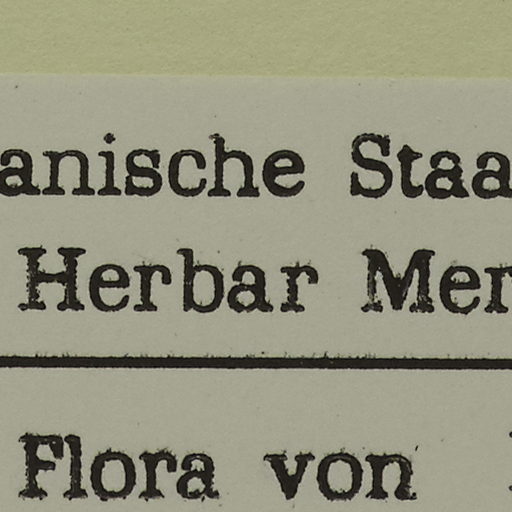 anische Staa
Herbar Mer
Flora von